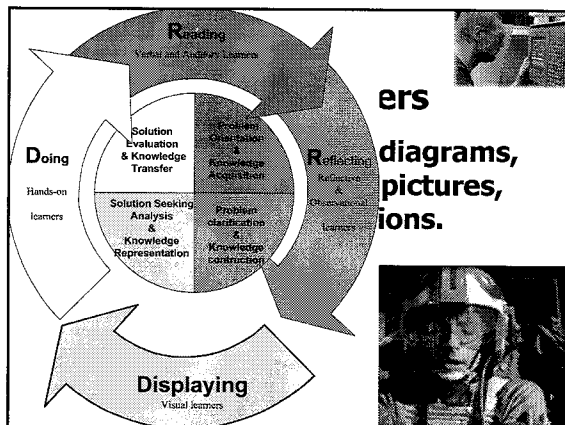 Reading
Verbal and Auditory Learners
Doing
Hands-on
learners
Solution
Evaluation
& Knowledge
Transfer
Problem
Orientation
&
Knowledge
Acquisition
Solution Seeking
Analysis
&
Knowledge
Representation
Problem
clarification
&
Knowledge
contruction
Reflecting
Reflective
&
Observational
learners
ers
diagrams,
pictures,
ions.
Displaying
Visual learners